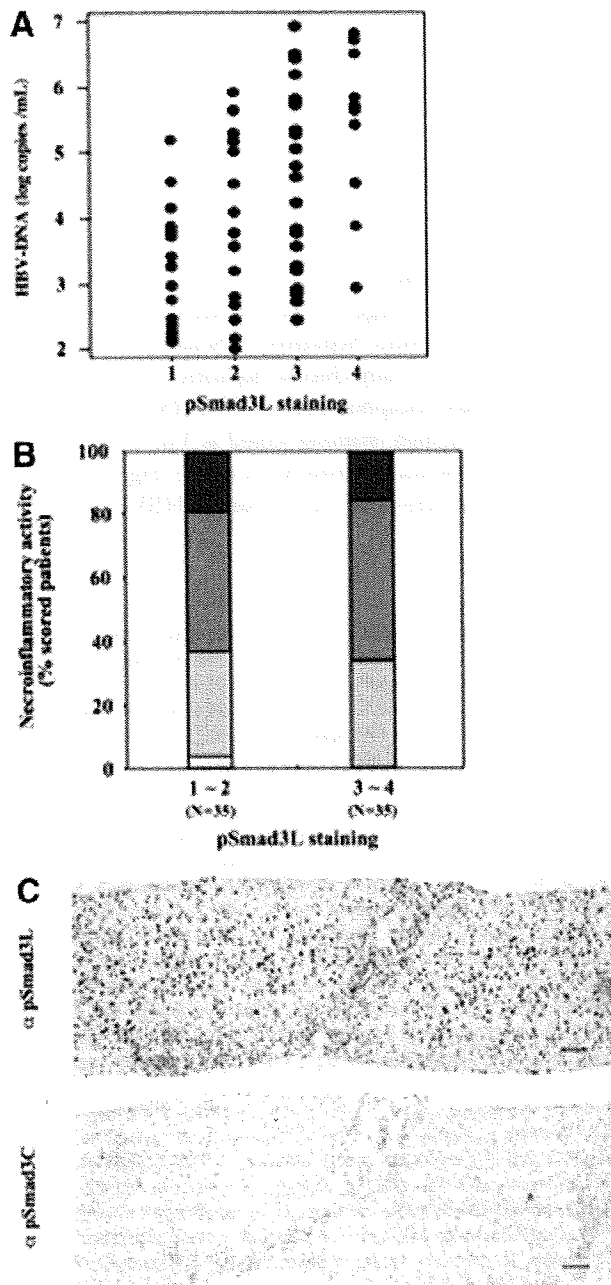 A
7
6
5
4
3
2
HBV-DNA (log copies /mL)
1 2 3 4
pSmad3L staining
B
100
80
60
40
20
0
Necroinflammatory activity
(% scored patients)
1 ~ 2 3 ~ 4
(N=35) (N=35)
pSmad3L staining
C
α pSmad3L
α pSmad3C